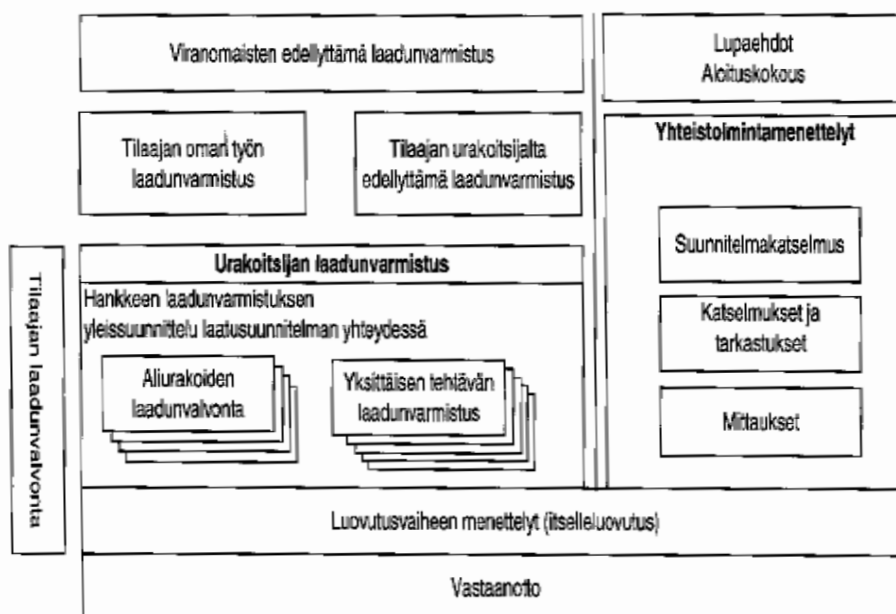 Viranomaisten edellyttämä laadunvarmistus
Lupaehdot
Aloituskokous
Tilaajan oman työn
laadunvarmistus
Tilaajan urakoitsijalta
edellyttämä laadunvarmistus
Yhteistoimintamenettelyt
Suunnitelmakatselmus
Katselmukset ja
tarkastukset
Mittaukset
Tilaajan laadunvalvonta
Urakoitsijan laadunvarmistus
Hankkeen laadunvarmistuksen
yleissuunnittelu laatusuunnitelman yhteydessä
Aliurakoiden
laadunvalvonta
Yksittäisen tehtävän
laadunvarmistus
Luovutusvaiheen menettelyt (itselleluovutus)
Vastaanotto